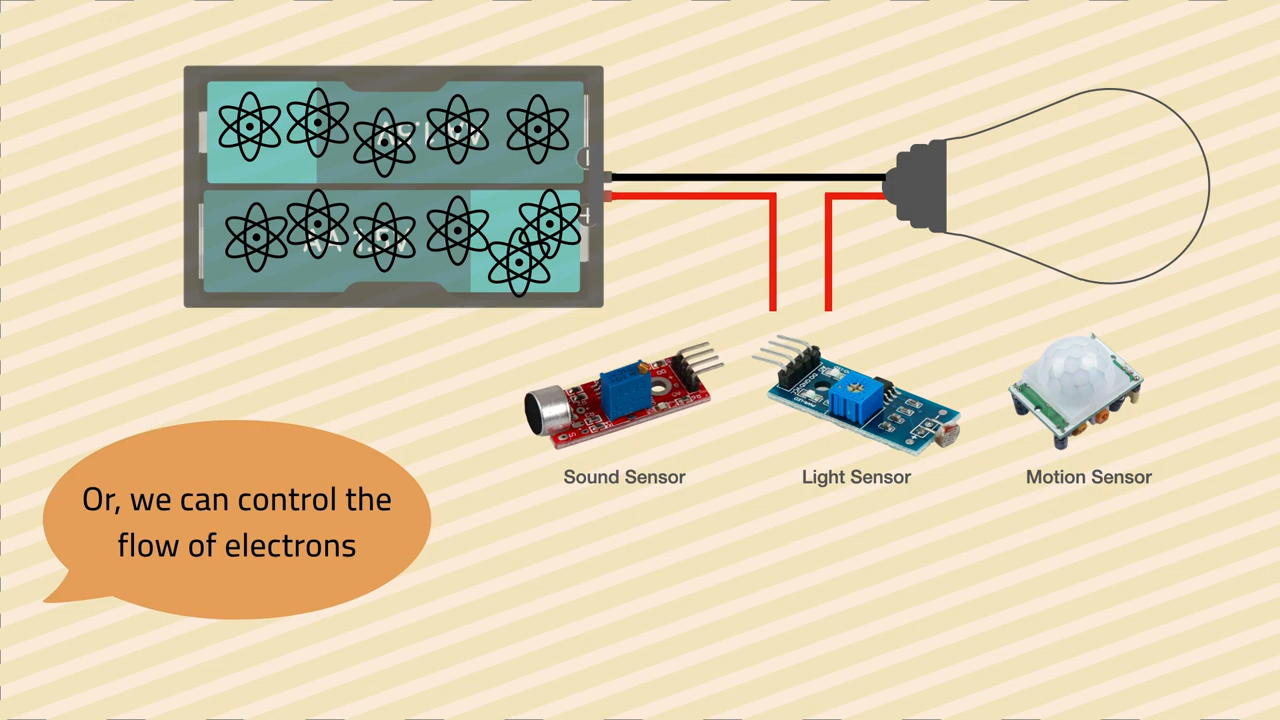 Sound Sensor
Light Sensor
Motion Sensor
Or, we can control the
flow of electrons